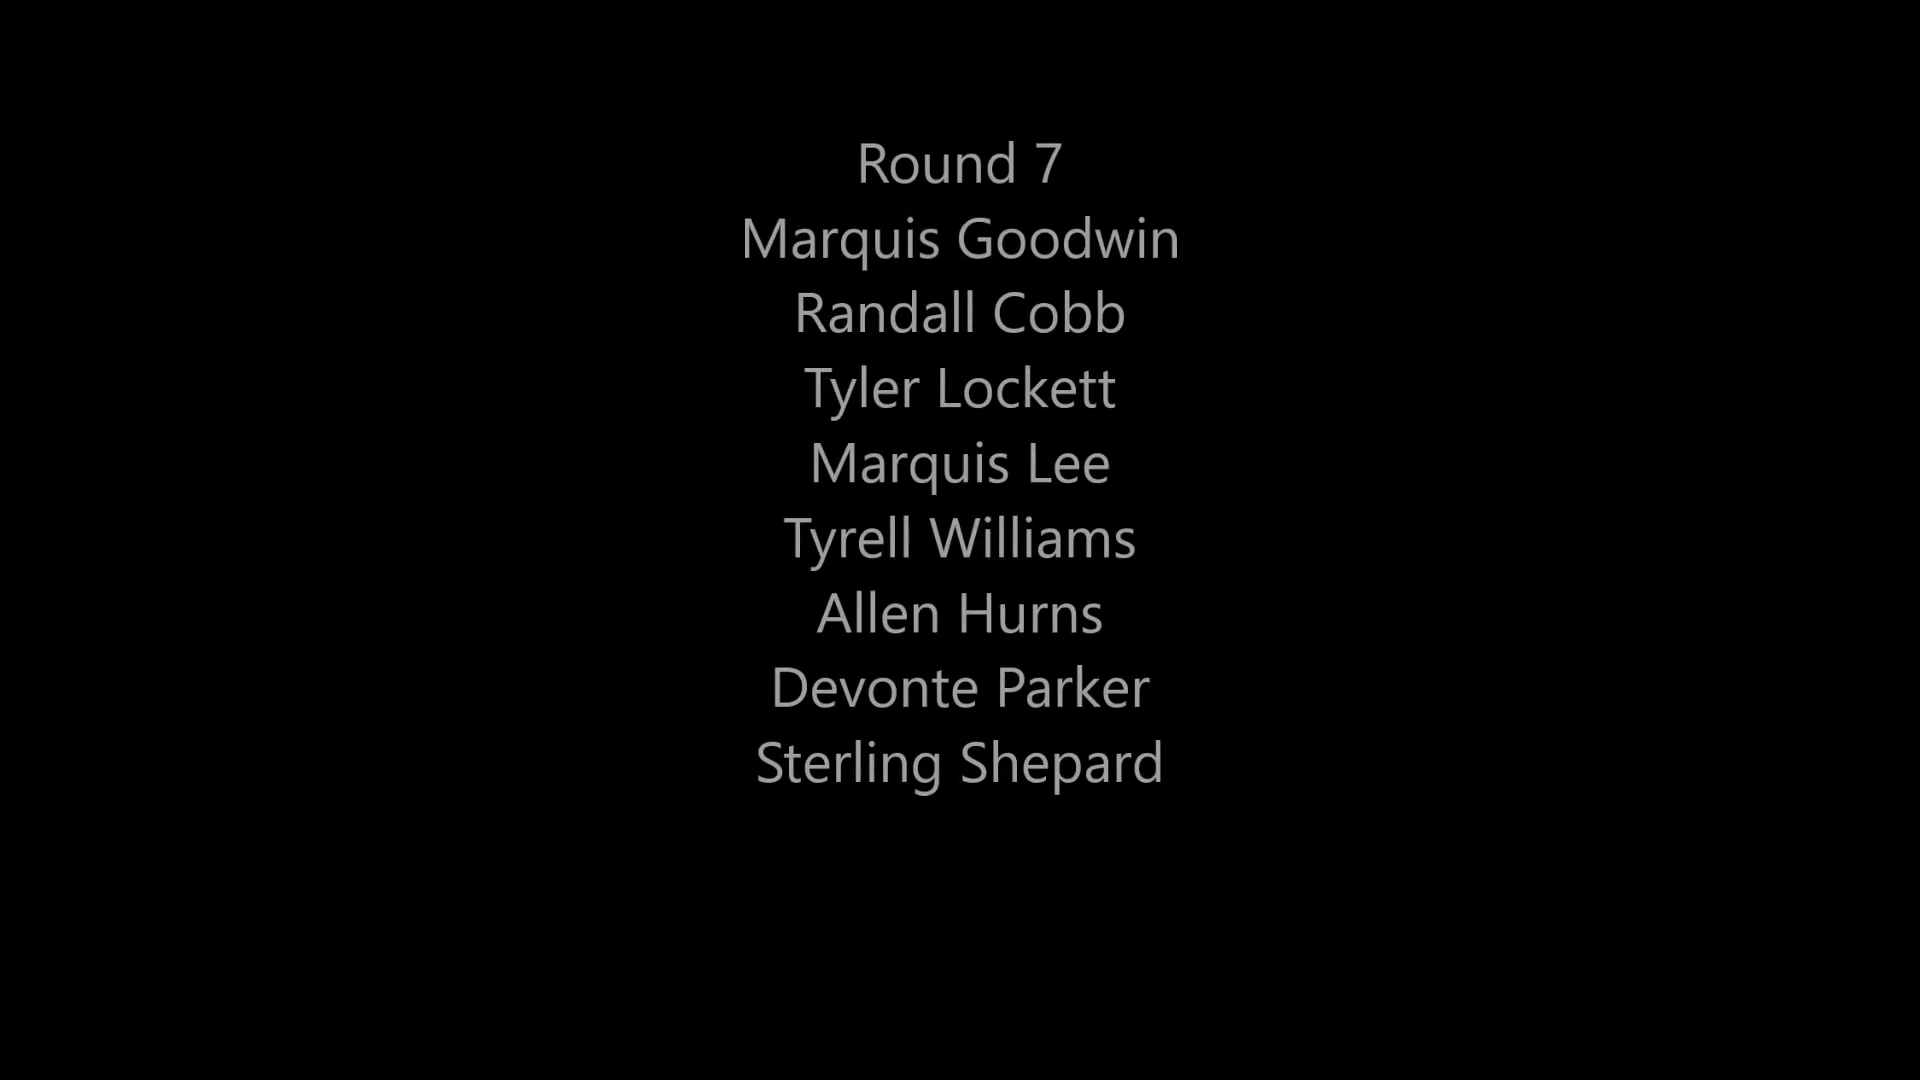 Round 7
Marquis Goodwin
Randall Cobb
Tyler Lockett
Marquis Lee
Tyrell Williams
Allen Hurns
Devonte Parker
Sterling Shepard